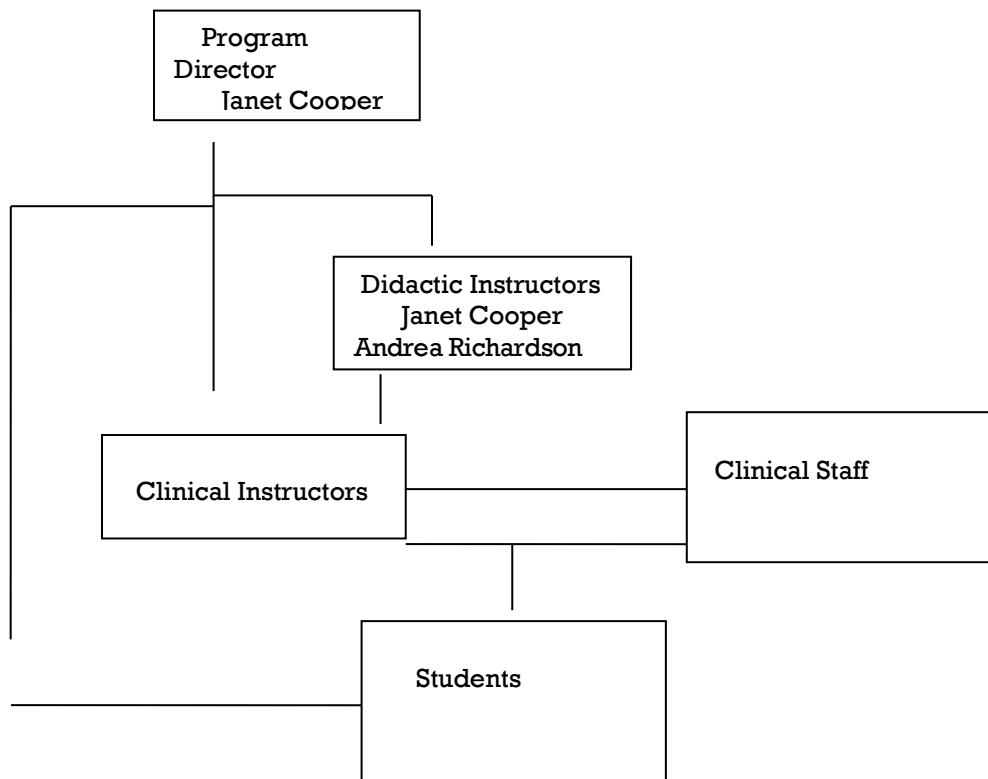 Program
Director
Janet Cooper
Didactic Instructors
Janet Cooper
Andrea Richardson
Clinical Instructors
Clinical Staff
Students